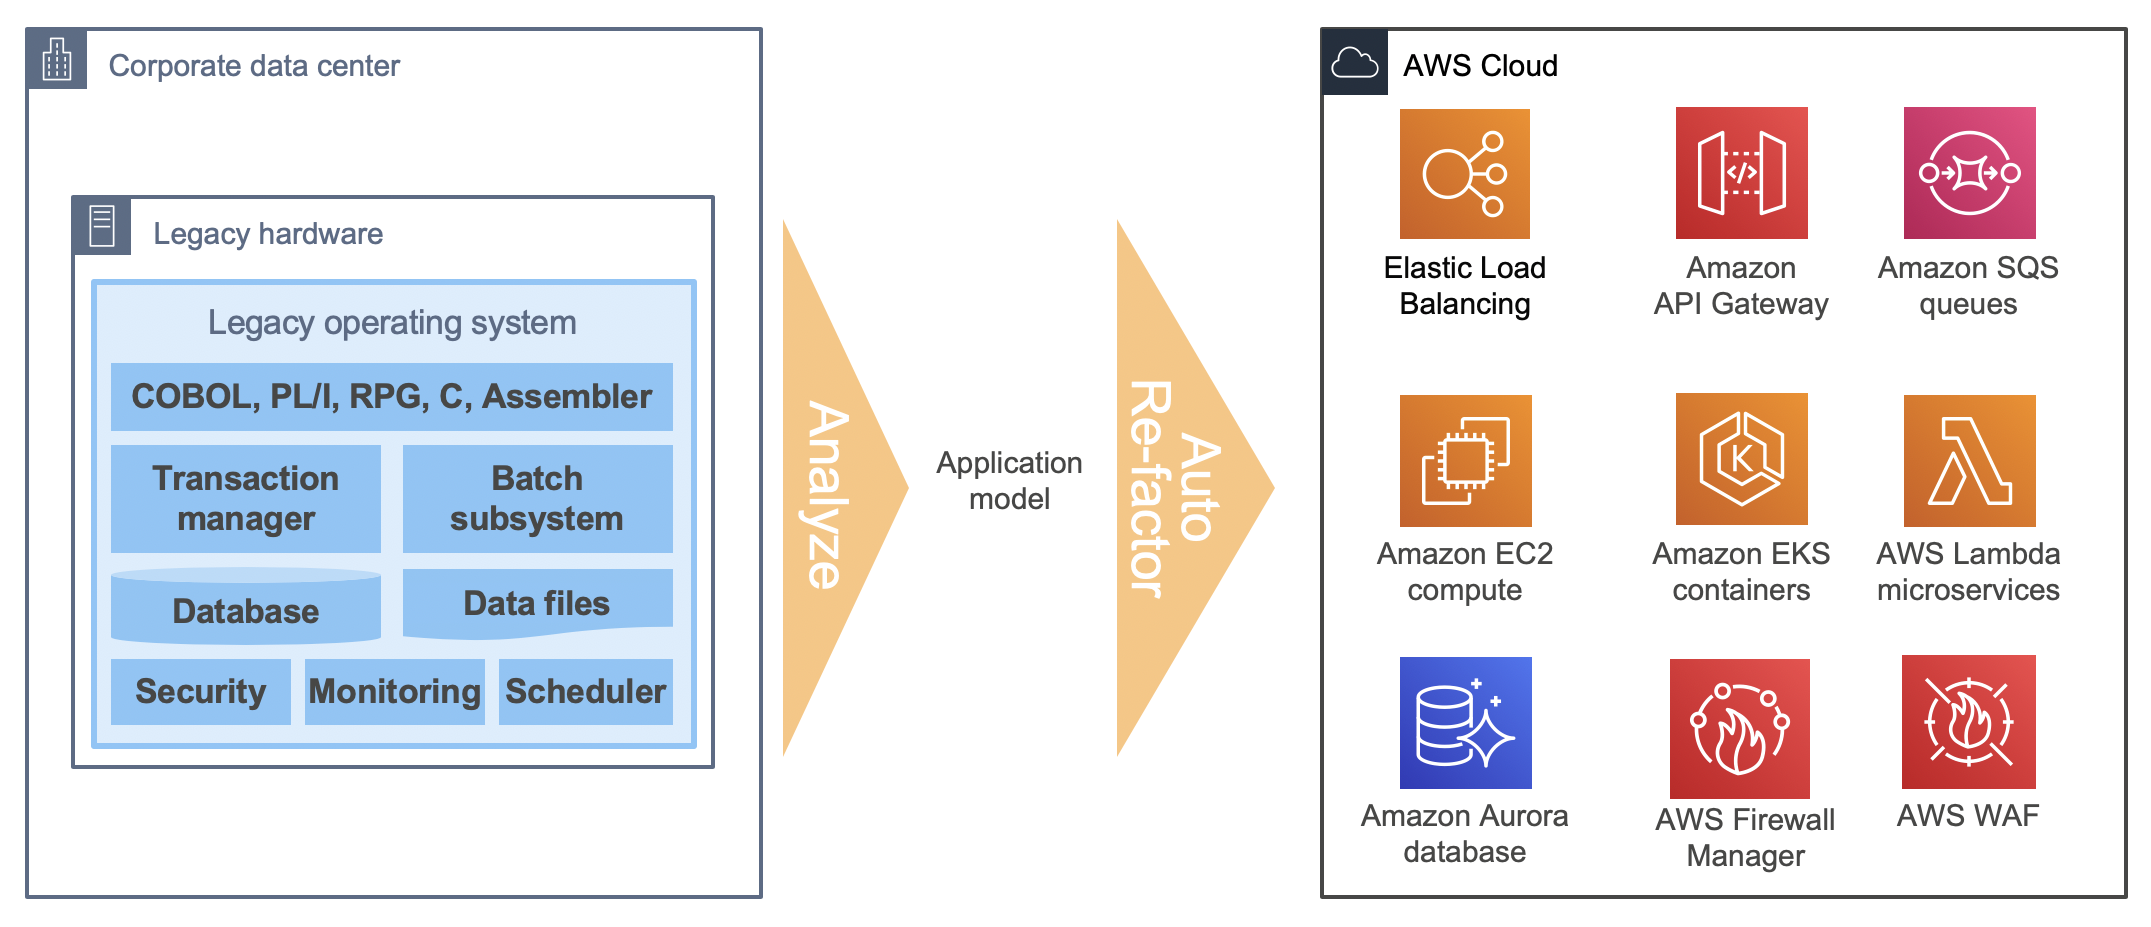 Corporate data center
Legacy hardware
Legacy operating system
COBOL, PL/I, RPG, C, Assembler
Transaction
manager
Batch
subsystem
Database
Data files
Security
Monitoring
Scheduler
Analyze
Application
model
Auto
Re-factor
AWS Cloud
Elastic Load
Balancing
Amazon
API Gateway
Amazon SQS
queues
Amazon EC2
compute
K
Amazon EKS
containers
AWS Lambda
microservices
Amazon Aurora
database
AWS Firewall
Manager
AWS WAF